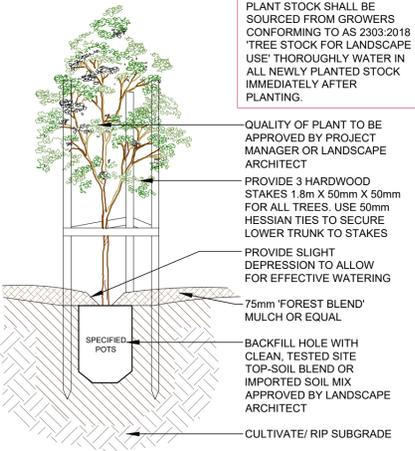 PLANT STOCK SHALL BE
SOURCED FROM GROWERS
CONFORMING TO AS 2303:2018
'TREE STOCK FOR LANDSCAPE
USE' THOROUGHLY WATER IN
ALL NEWLY PLANTED STOCK
IMMEDIATELY AFTER
PLANTING.
QUALITY OF PLANT TO BE
APPROVED BY PROJECT
MANAGER OR LANDSCAPE
ARCHITECT
PROVIDE 3 HARDWOOD
STAKES 1.8m X 50mm X 50mm
FOR ALL TREES. USE 50mm
HESSIAN TIES TO SECURE
LOWER TRUNK TO STAKES
PROVIDE SLIGHT
DEPRESSION TO ALLOW
FOR EFFECTIVE WATERING
75mm 'FOREST BLEND'
MULCH OR EQUAL
SPECIFIED
POTS
BACKFILL HOLE WITH
CLEAN, TESTED SITE
TOP-SOIL BLEND OR
IMPORTED SOIL MIX
APPROVED BY LANDSCAPE
ARCHITECT
CULTIVATE/ RIP SUBGRADE